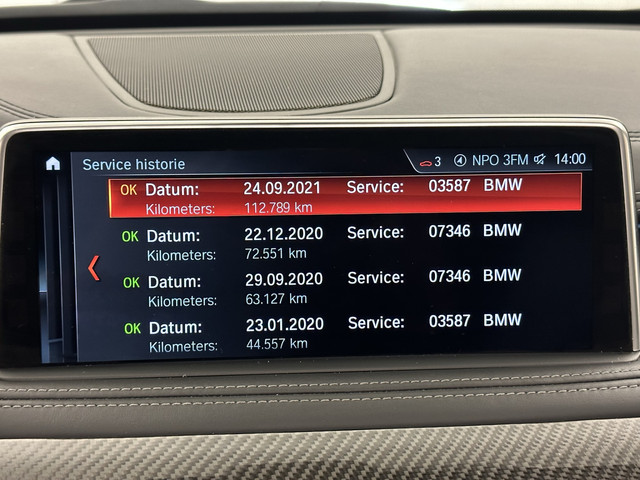 Service historie 3 NPO 3FM 14:00
OK Datum: 24.09.2021 Service: 03587 BMW
Kilometers: 112.789 km
OK Datum: 22.12.2020 Service: 07346 BMW
Kilometers: 72.551 km
OK Datum: 29.09.2020 Service: 07346 BMW
Kilometers: 63.127 km
OK Datum: 23.01.2020 Service: 03587 BMW
Kilometers: 44.557 km